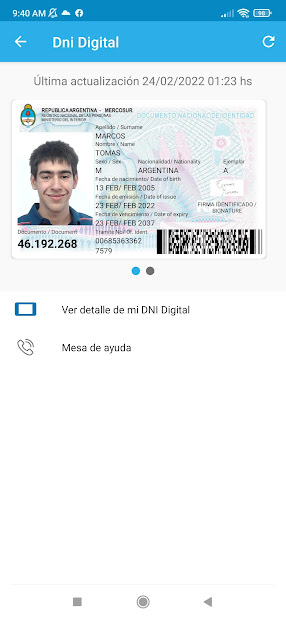 9:40 AM
98
Dni Digital
Última actualización 24/02/2022 01:23 hs
REPUBLICA ARGENTINA - MERCOSUR
REGISTRO NACIONAL DE LAS PERSONAS
MINISTERIO DEL INTERIOR
DOCUMENTO NACIONAL DE IDENTIDAD
Apellido / Surname
MARCOS
Nombre / Name
TOMAS
Sexo / Sex Nacionalidad/ Nationality Ejemplar
M ARGENTINA A
Fecha de nacimiento/ Date of birth
13 FEB/ FEB 2005
Fecha de emisión / Date of issue
23 FEB/ FEB 2022
Fecha de vencimiento / Date of expiry
23 FEB/ FEB 2037
FIRMA IDENTIFICADO /
SIGNATURE
Documento / Document
46.192.268
Trámite No/ Of. ident.
00685363362
7579
Ver detalle de mi DNI Digital
Mesa de ayuda